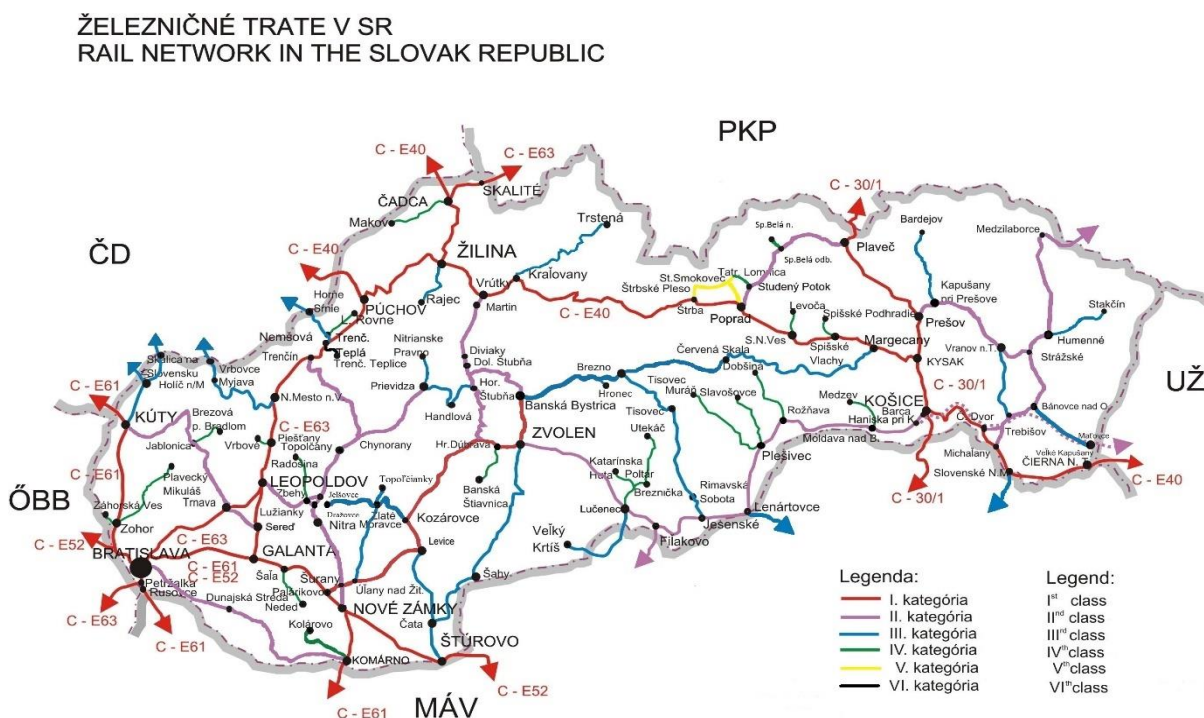 ŽELEZNIČNÉ TRATE V SR
RAIL NETWORK IN THE SLOVAK REPUBLIC
PKP
C - E40
C - E63
SKALITÉ
ČADCA
Makov
C - 30/1
Bardejov
Trstená
Sp.Belá n.
Plaveč
Medzilaborce
ČD
C - E40
ŽILINA
Sp.Belá odb.
Kraľovany
Vrútky
St.Smokovec
Tatr. Lomnica
Štrbské Pleso
Studený Potok
Horné
Srnie
PÚCHOV
Rajec
Martin
C - E40
Štrba
Poprad
Levoča
Spišské Podhradie
Kapušany
pri Prešove
Stakčín
Rovne
Nemšová
Trenč.
Teplá
Trenčín
Trenč. Teplice
Nitrianske
Pravno
Prešov
Humenné
S.N.Ves
Spišské
Vlachy
Margecany
KYSAK
Vranov n.T.
Strážské
UŽ
Skalica na
Slovensku
Holíč n/M
Vrbovce
Myjava
Diviaky
Dol. Štubňa
Červená Skala
Dobšiná
Prievidza
Brezno
C - E61
N.Mesto n.V.
Handlová
Hor.
Štubňa
Hronec
Tisovec
Muráň
Slavošovce
Medzev
KOŠICE
C - 30/1
Banská Bystrica
Tisovec
Barca
Bánovce nad O.
KÚTY
Brezová
p. Bradlom
Vrbové
Piešťany
C - E63
Topoľčany
Rožňava
Haniska pri K.
Č. Dvor
Trebišov
Utekáč
ZVOLEN
Moldava nad B.
Maťovce
Jablonica
Chynorany
Hr.Dúbrava
Plešivec
Michaľany
Veľké Kapušany
Radošina
Katarínska
Huta
Poltár
Slovenské N.M.
ČIERNA N. T.
C - E61
Plavecký
Mikuláš
LEOPOLDOV
Zbehy
Jelšovce
Topoľčianky
Banská
Štiavnica
Breznička
Rimavská
Sobota
C - 30/1
C - E40
Záhorská Ves
Trnava
Dražovce
Zlaté
Moravce
Kozárovce
Lučenec
Lenártovce
ŐBB
Zohor
Lužianky
Sereď
Nitra
Jesenské
Fiľakovo
C - E52
C - E63
Levice
Veľký
Krtíš
BRATISLAVA
GALANTA
C - E61
C - E52
Šaľa
Šurany
Úľany nad Žit.
Šahy
Petržalka
Rusovce
Palárikovo
Dunajská Streda
Neded
NOVÉ ZÁMKY
C - E63
Kolárovo
Čata
C - E61
ŠTÚROVO
KOMÁRNO
C - E52
MÁV
C - E61
Legenda:
I. kategória
II. kategória
III. kategória
IV. kategória
V. kategória
VI. kategória
Legend:
Ist class
IInd class
IIIrd class
IVth class
Vth class
VIth class